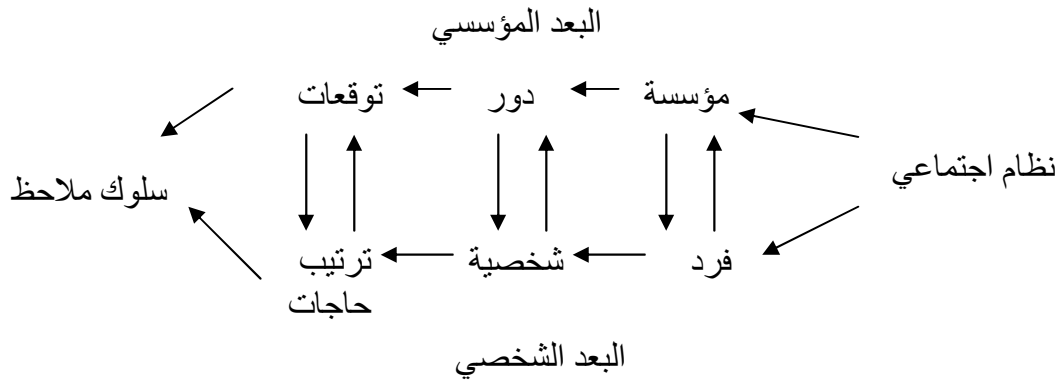 البعد المؤسسي
مؤسسة دور توقعات
نظام اجتماعي
سلوك ملاحظ
فرد شخصية ترتيب
حاجات
البعد الشخصي